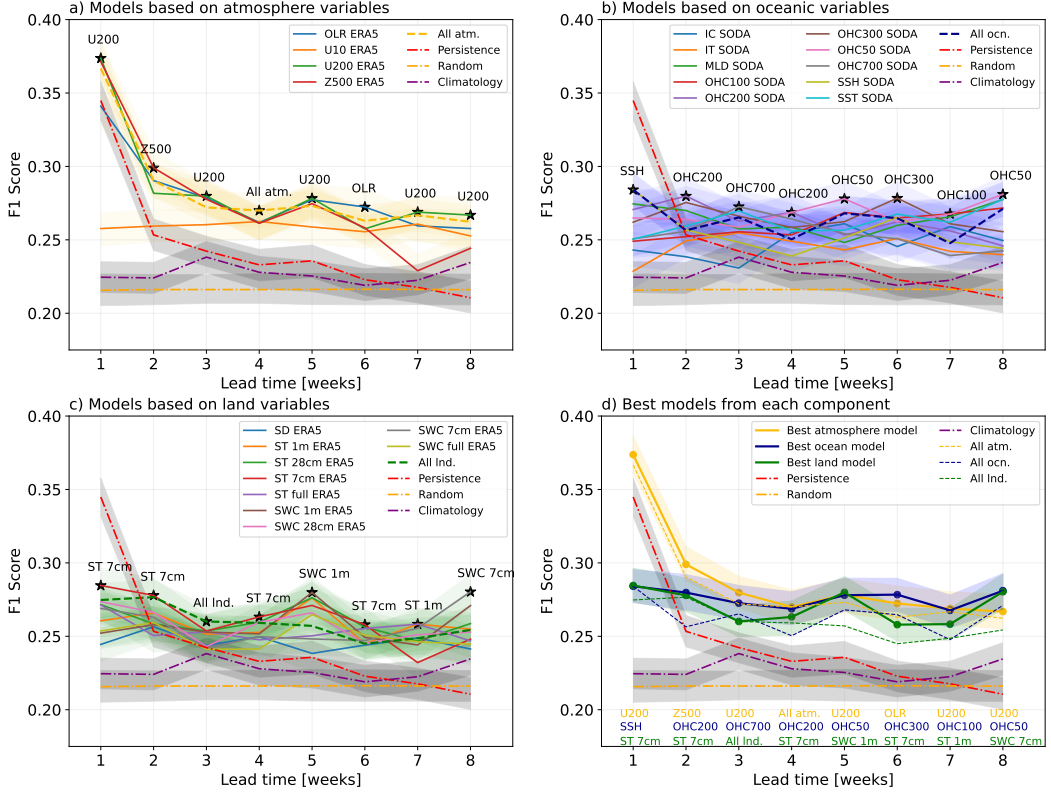 a) Models based on atmosphere variables
F1 Score
0.40
0.35
0.30
0.25
0.20
OLR ERA5
U10 ERA5
U200 ERA5
Z500 ERA5
All atm.
Persistence
Random
Climatology
U200
Z500
U200
All atm.
U200
OLR
U200
U200
1 2 3 4 5 6 7 8
Lead time [weeks]
b) Models based on oceanic variables
F1 Score
0.40
0.35
0.30
0.25
0.20
IC SODA
IT SODA
MLD SODA
OHC100 SODA
OHC200 SODA
OHC300 SODA
OHC50 SODA
OHC700 SODA
SSH SODA
SST SODA
All ocn.
Persistence
Random
Climatology
SSH
OHC200
OHC700
OHC200
OHC50
OHC300
OHC100
OHC50
1 2 3 4 5 6 7 8
Lead time [weeks]
c) Models based on land variables
F1 Score
0.40
0.35
0.30
0.25
0.20
SD ERA5
ST 1m ERA5
ST 28cm ERA5
ST 7cm ERA5
ST full ERA5
SWC 1m ERA5
SWC 28cm ERA5
SWC 7cm ERA5
SWC full ERA5
All lnd.
Persistence
Random
Climatology
ST 7cm
ST 7cm
All lnd.
ST 7cm
SWC 1m
ST 7cm
ST 1m
SWC 7cm
1 2 3 4 5 6 7 8
Lead time [weeks]
d) Best models from each component
F1 Score
0.40
0.35
0.30
0.25
0.20
Best atmosphere model
Best ocean model
Best land model
Persistence
Random
Climatology
All atm.
All ocn.
All lnd.
U200 Z500 U200 All atm. U200 OLR U200 U200
SSH OHC200 OHC700 OHC200 OHC50 OHC300 OHC100 OHC50
ST 7cm ST 7cm All lnd. ST 7cm SWC 1m ST 7cm ST 1m SWC 7cm
1 2 3 4 5 6 7 8
Lead time [weeks]